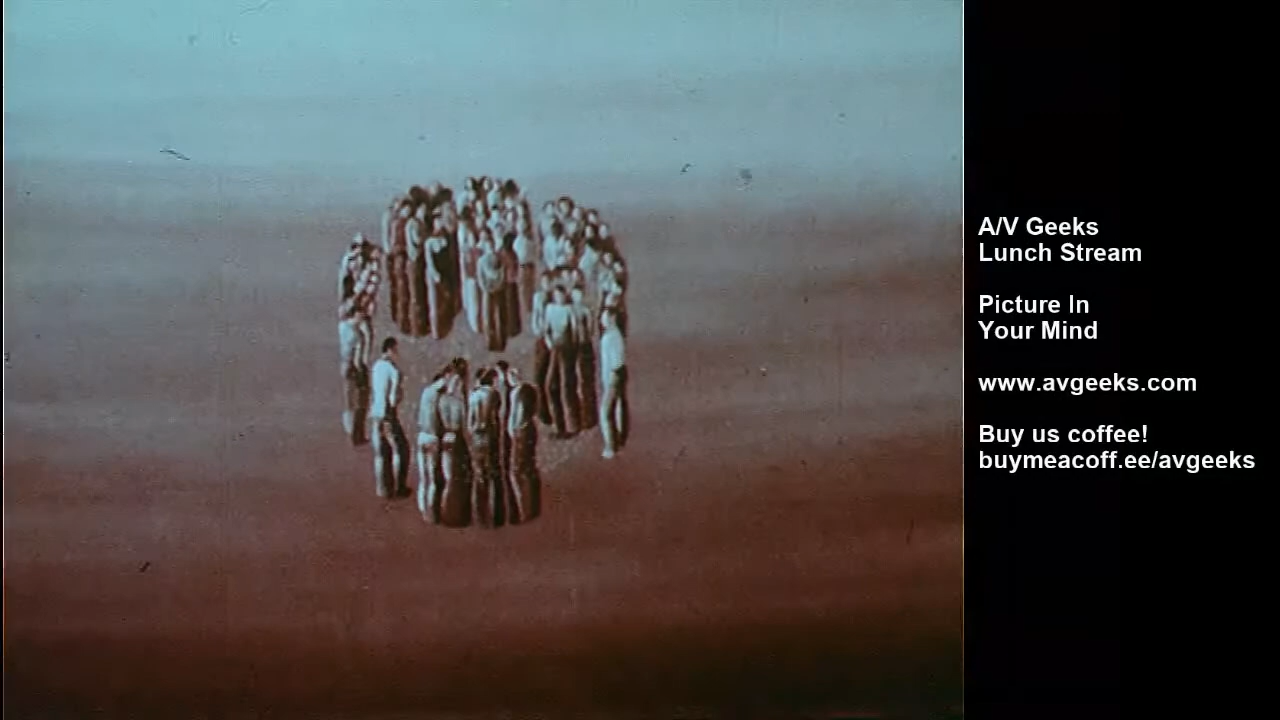 A/V Geeks
Lunch Stream
Picture In
Your Mind
www.avgeeks.com
Buy us coffee!
buymeacoff.ee/avgeeks